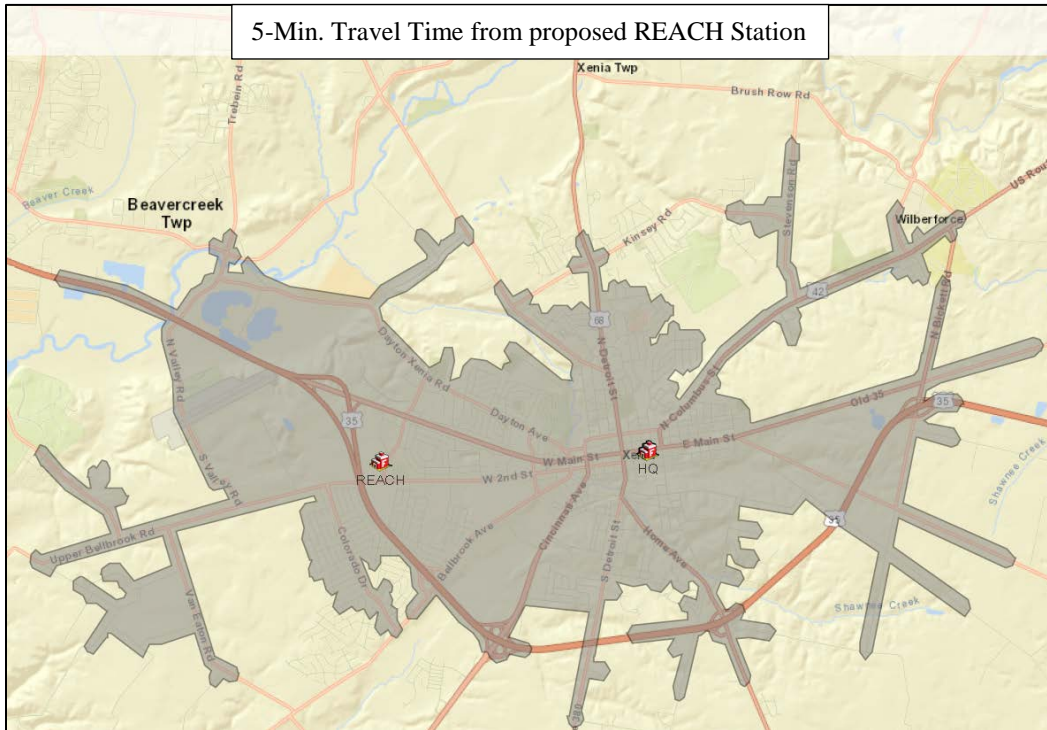 5-Min. Travel Time from proposed REACH Station
Xenia Twp
Brush Row Rd
Trebein Rd
Beaver Creek
Beavercreek
Twp
Kinsey Rd
Stevenson Rd
US Rou
Wilberforce
42
68
N Bickett Rd
N Valley Rd
Dayton Xenia Rd
N Detroit St
N Columbus St
35
Old 35
35
Dayton Ave
E Main St
W Main St
Xenia
HQ
REACH
W 2nd St
S Valley Rd
Cincinnati Ave
Shawnee Creek
35
Upper Bellbrook Rd
Colorado Dr
Bellbrook Ave
S Detroit St
Home Ave
Shawnee Creek
Van Eaton Rd
380